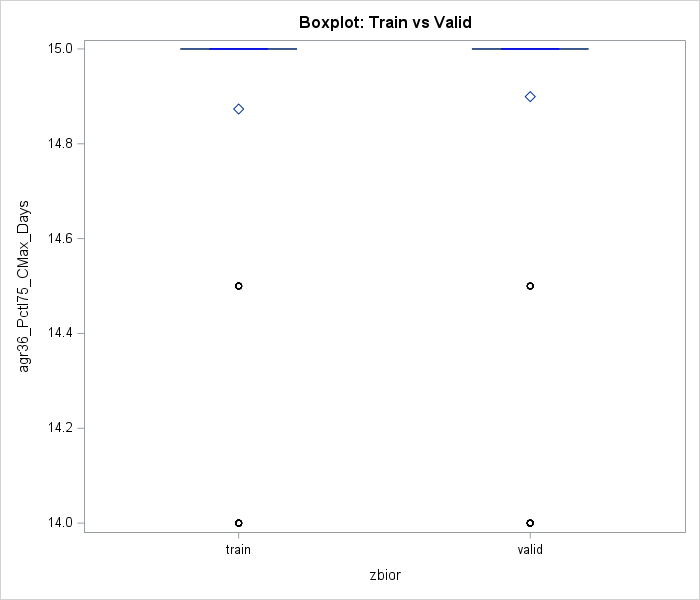 Boxplot: Train vs Valid
15.0
14.8
14.6
14.4
14.2
14.0
agr36_Pctl75_CMax_Days
train
valid
zbior